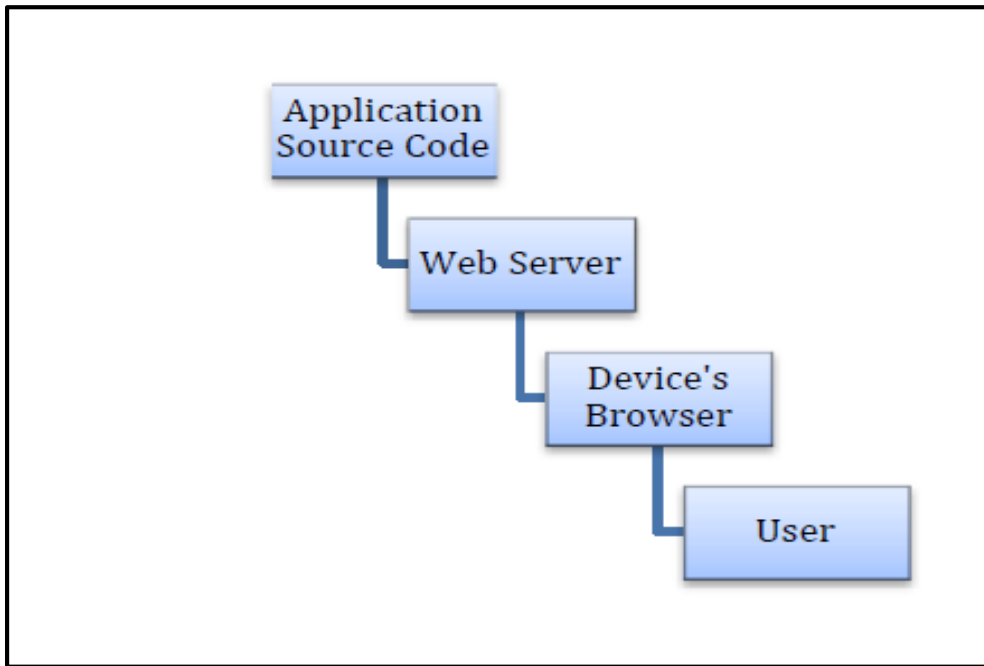 Application
Source Code
Web Server
Device's
Browser
User